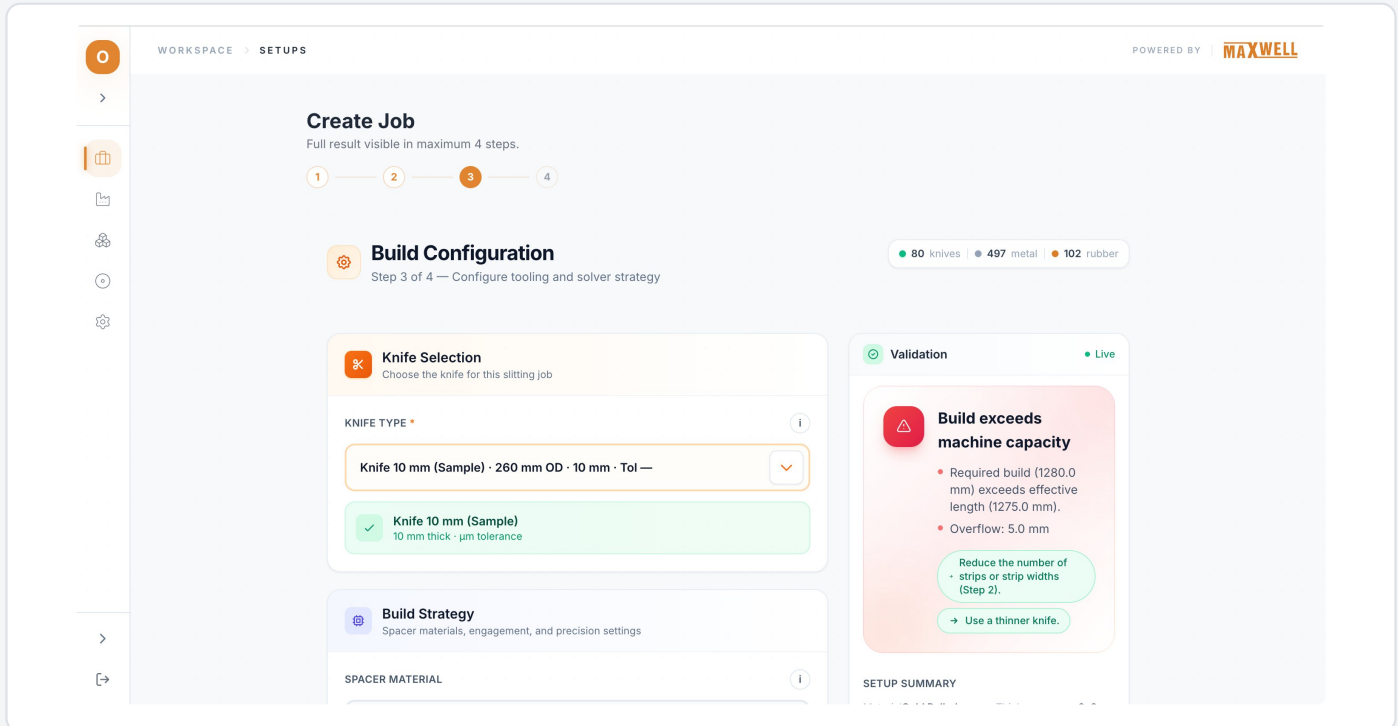 O
WORKSPACE > SETUPS
POWERED BY MAXWELL
Create Job
Full result visible in maximum 4 steps.
1 2 3 4
Build Configuration
Step 3 of 4 — Configure tooling and solver strategy
80 knives 497 metal 102 rubber
Knife Selection
Choose the knife for this slitting job
KNIFE TYPE *
i
Knife 10 mm (Sample) · 260 mm OD · 10 mm · Tol —
Knife 10 mm (Sample)
10 mm thick · µm tolerance
Build Strategy
Spacer materials, engagement, and precision settings
SPACER MATERIAL
i
Validation
Live
Build exceeds
machine capacity
Required build (1280.0
mm) exceeds effective
length (1275.0 mm).
Overflow: 5.0 mm
Reduce the number of
strips or strip widths
(Step 2).
→ Use a thinner knife.
SETUP SUMMARY